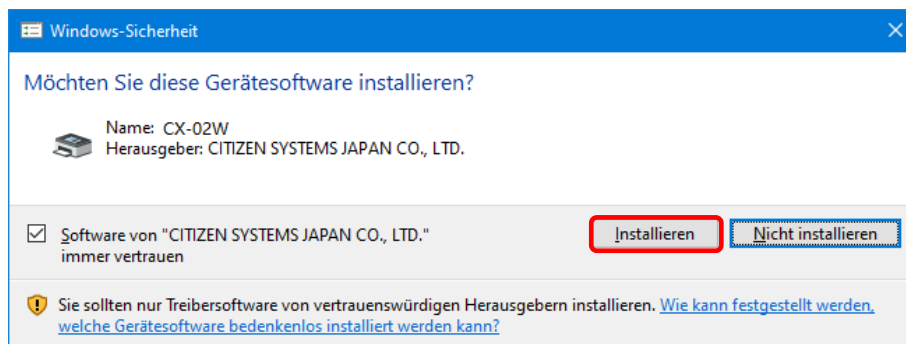 Windows-Sicherheit
Möchten Sie diese Gerätesoftware installieren?
Name: CX-02W
Herausgeber: CITIZEN SYSTEMS JAPAN CO., LTD.
Software von "CITIZEN SYSTEMS JAPAN CO., LTD."
immer vertrauen
Installieren
Nicht installieren
Sie sollten nur Treibersoftware von vertrauenswürdigen Herausgebern installieren. Wie kann festgestellt werden,
welche Gerätesoftware bedenkenlos installiert werden kann?